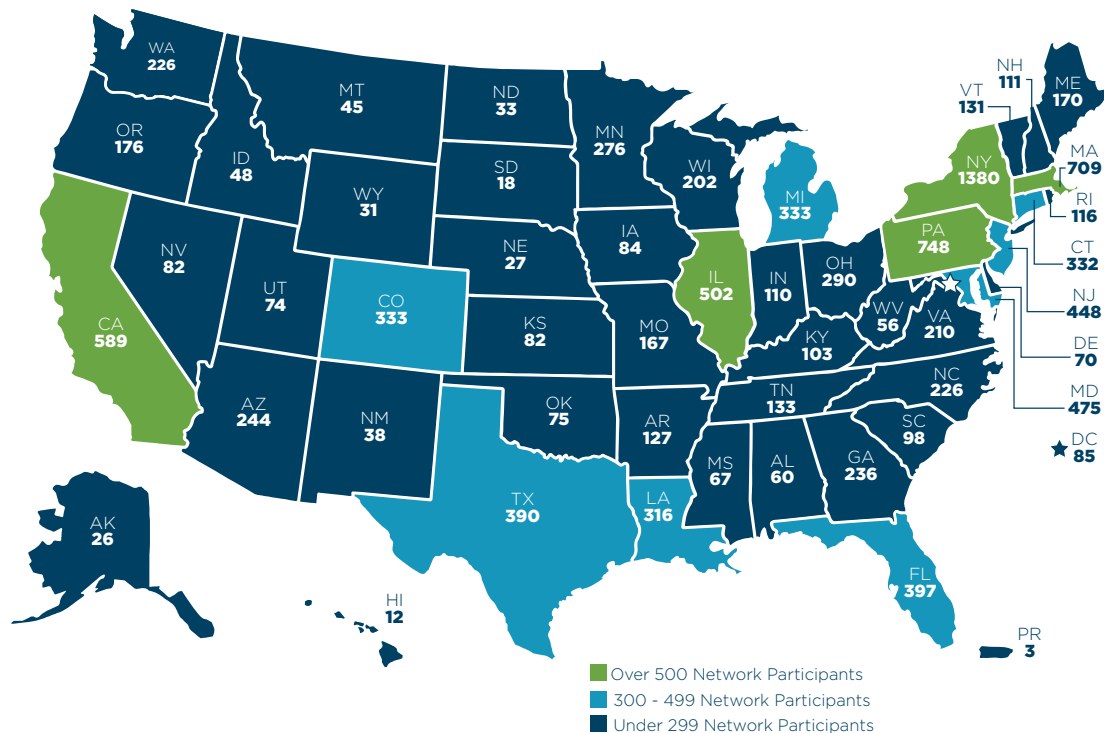 WA
226
OR
176
CA
589
ID
48
NV
82
MT
45
WY
31
UT
74
AZ
244
CO
333
NM
38
ND
33
SD
18
NE
27
KS
82
OK
75
TX
390
MN
276
IA
84
MO
167
AR
127
LA
316
WI
202
IL
502
MI
333
IN
110
OH
290
KY
103
TN
133
MS
67
AL
60
GA
236
FL
397
SC
98
NC
226
VA
210
WV
56
PA
748
NY
1380
VT
131
NH
111
ME
170
MA
709
RI
116
CT
332
NJ
448
DE
70
MD
475
DC
85
AK
26
HI
12
PR
3
Over 500 Network Participants
300 - 499 Network Participants
Under 299 Network Participants